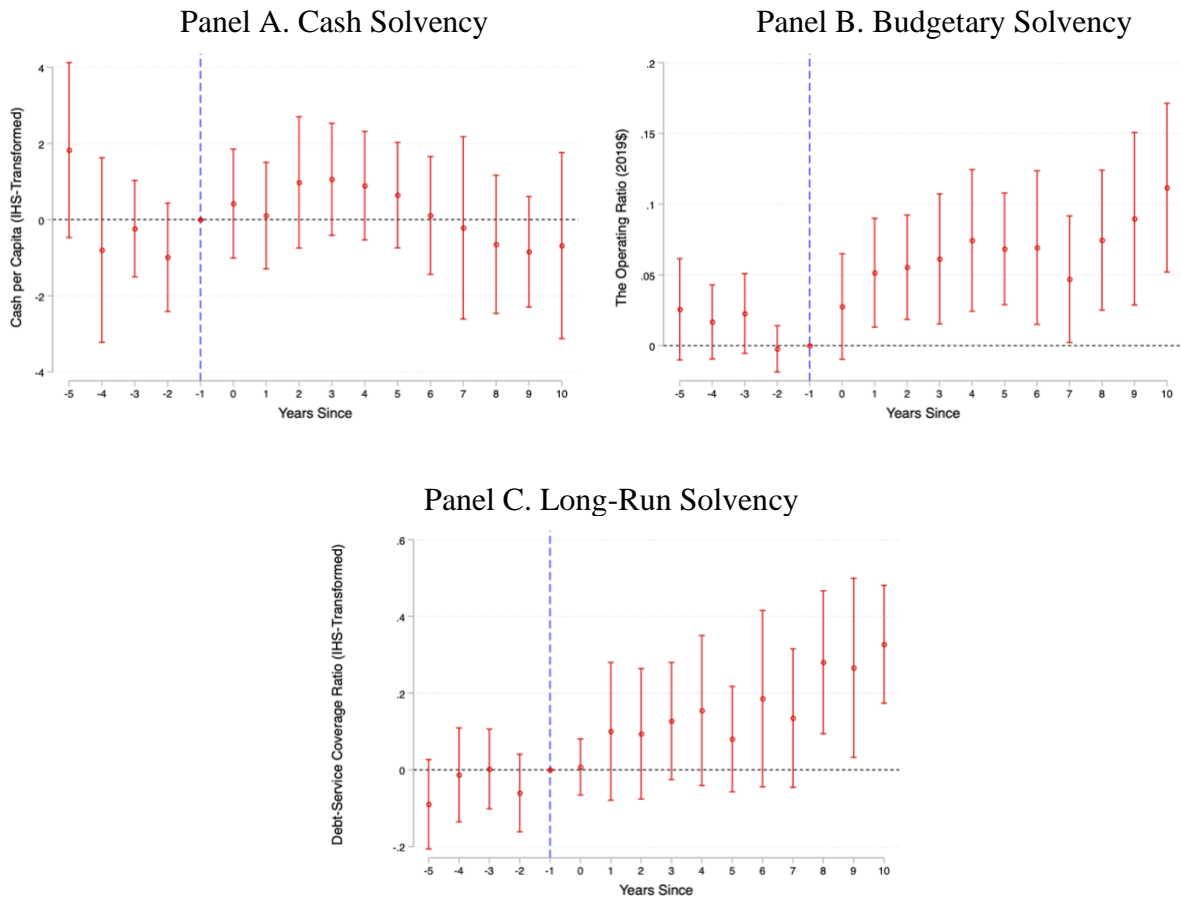 Panel A. Cash Solvency
Cash per Capita (IHS-Transformed)
4
2
0
-2
-4
-5 -4 -3 -2 -1 0 1 2 3 4 5 6 7 8 9 10
Years Since
Panel B. Budgetary Solvency
The Operating Ratio (2019$)
.2
.15
.1
.05
0
-5 -4 -3 -2 -1 0 1 2 3 4 5 6 7 8 9 10
Years Since
Panel C. Long-Run Solvency
Debt-Service Coverage Ratio (IHS-Transformed)
.6
.4
.2
0
-.2
-5 -4 -3 -2 -1 0 1 2 3 4 5 6 7 8 9 10
Years Since